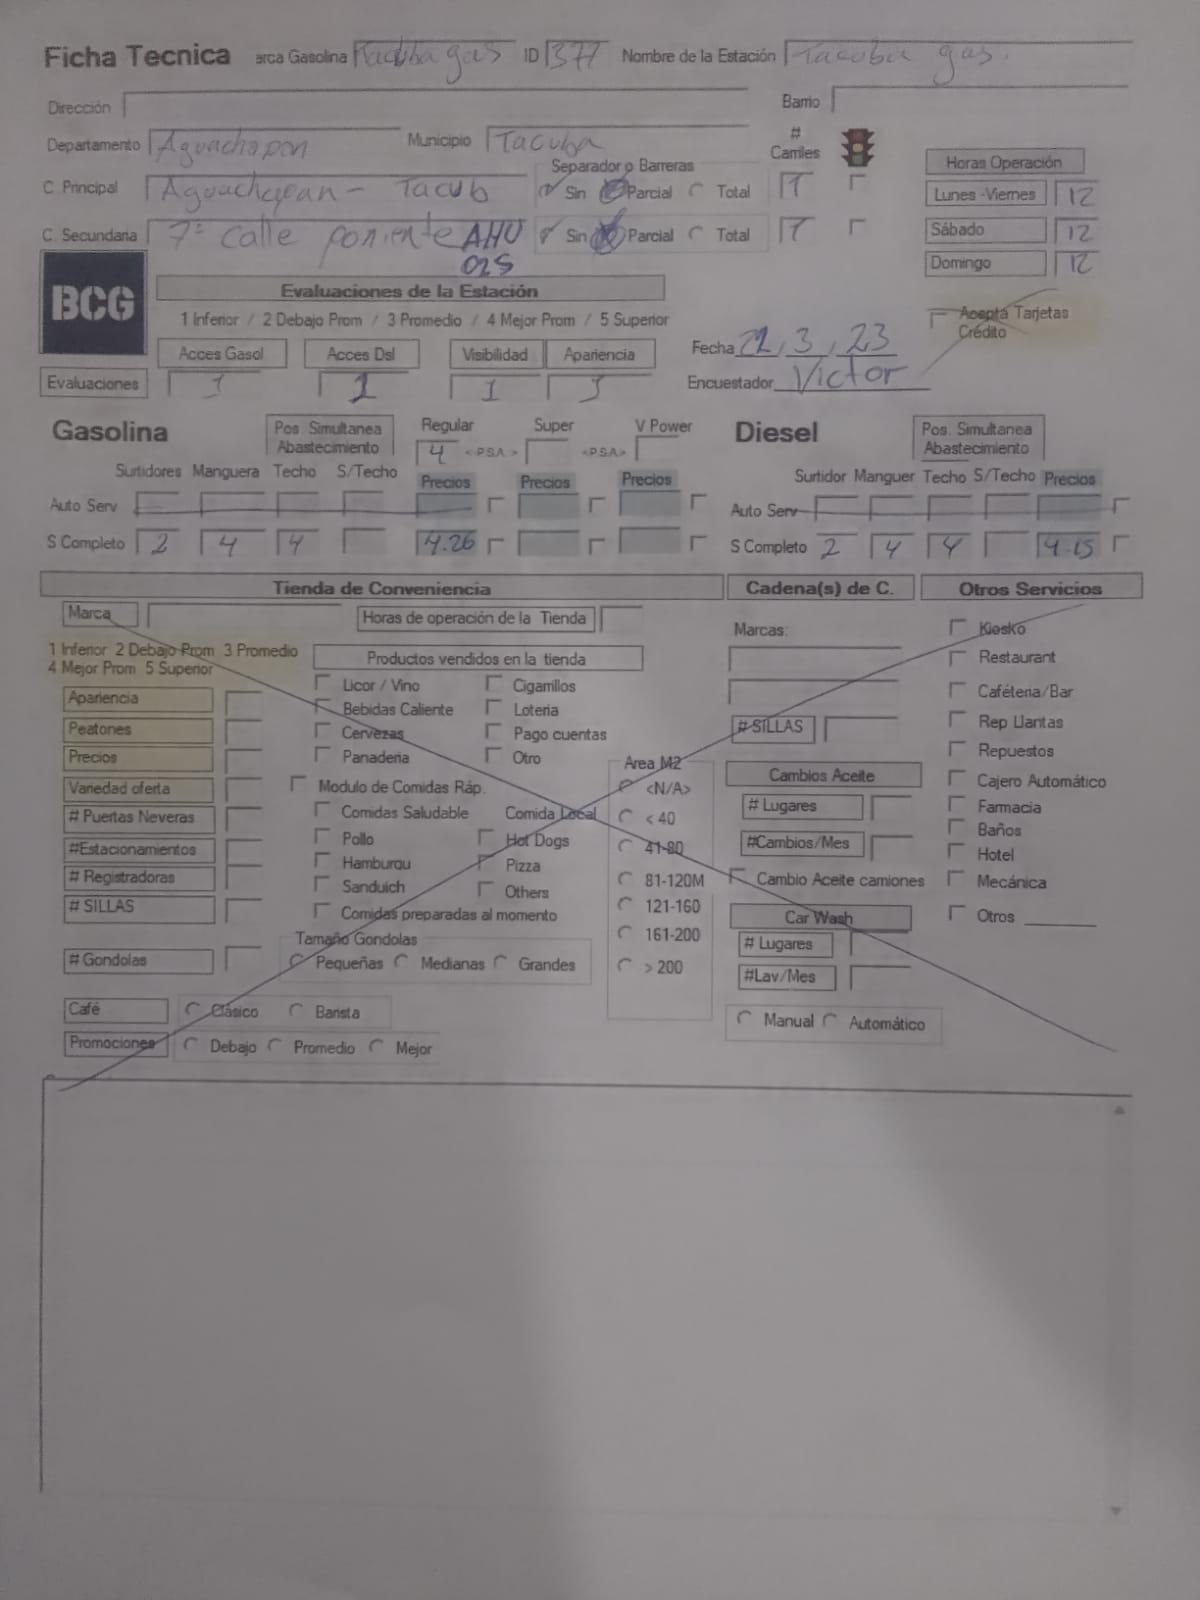 Ficha Tecnica arca Gasolina Tacuba gas ID 377 Nombre de la Estación Tacuba gas.
Dirección Barrio
Departamento Aguachapan Municipio Tacuba # Carriles
Separador o Barreras Horas Operación
C. Principal Aguachapan - Tacub Sin Parcial Total 1 Lunes -Viernes 12
C. Secundaria 7ª calle poniente AHU Sin Parcial Total 1 Sábado 12
025 Domingo 12
BCG Evaluaciones de la Estación
1 Inferior / 2 Debajo Prom / 3 Promedio / 4 Mejor Prom / 5 Superior Acepta Tarjetas Crédito
Acces Gasol Acces Dsl Visibilidad Apariencia Fecha 22, 3, 23
Evaluaciones 1 1 1 Encuestador Victor
Gasolina Pos. Simultanea Abastecimiento Regular Super V Power Diesel Pos. Simultanea Abastecimiento
4 <P.S.A.> <P.S.A>
Surtidores Manguera Techo S/Techo Precios Precios Precios Surtidor Manguer Techo S/Techo Precios
Auto Serv Auto Serv
S Completo 2 4 4 4.26 S Completo 2 4 4 4.15
Tienda de Conveniencia Cadena(s) de C. Otros Servicios
Marca Horas de operación de la Tienda Marcas: Kiosko
1 Inferior 2 Debajo Prom 3 Promedio
4 Mejor Prom 5 Superior Productos vendidos en la tienda Restaurant
Apariencia Licor / Vino Cigarrillos Cafétería/Bar
Peatones Bebidas Caliente Loteria # SILLAS Rep Llantas
Precios Cervezas Pago cuentas Repuestos
Panaderia Otro Area M2
Variedad oferta Modulo de Comidas Ráp. <N/A> Cambios Aceite Cajero Automático
# Puertas Neveras Comidas Saludable Comida Local < 40 # Lugares Farmacia
#Estacionamientos Pollo Hot Dogs 41-80 #Cambios/Mes Baños
# Registradoras Hamburgu Pizza 81-120M Cambio Aceite camiones Hotel
# SILLAS Sanduich Others 121-160 Car Wash Mecánica
Comidas preparadas al momento 161-200 # Lugares Otros
Tamaño Gondolas
# Gondolas Pequeñas Medianas Grandes > 200 #Lav/Mes
Café Clásico Barista Manual Automático
Promociones Debajo Promedio Mejor